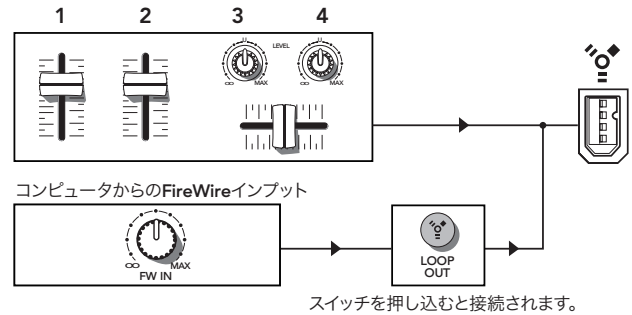 1 2 3 4
LEVEL
U U
∞ MAX ∞ MAX
コンピュータからのFireWireインプット
∞ MAX
FW IN
LOOP
OUT
スイッチを押し込むと接続されます。